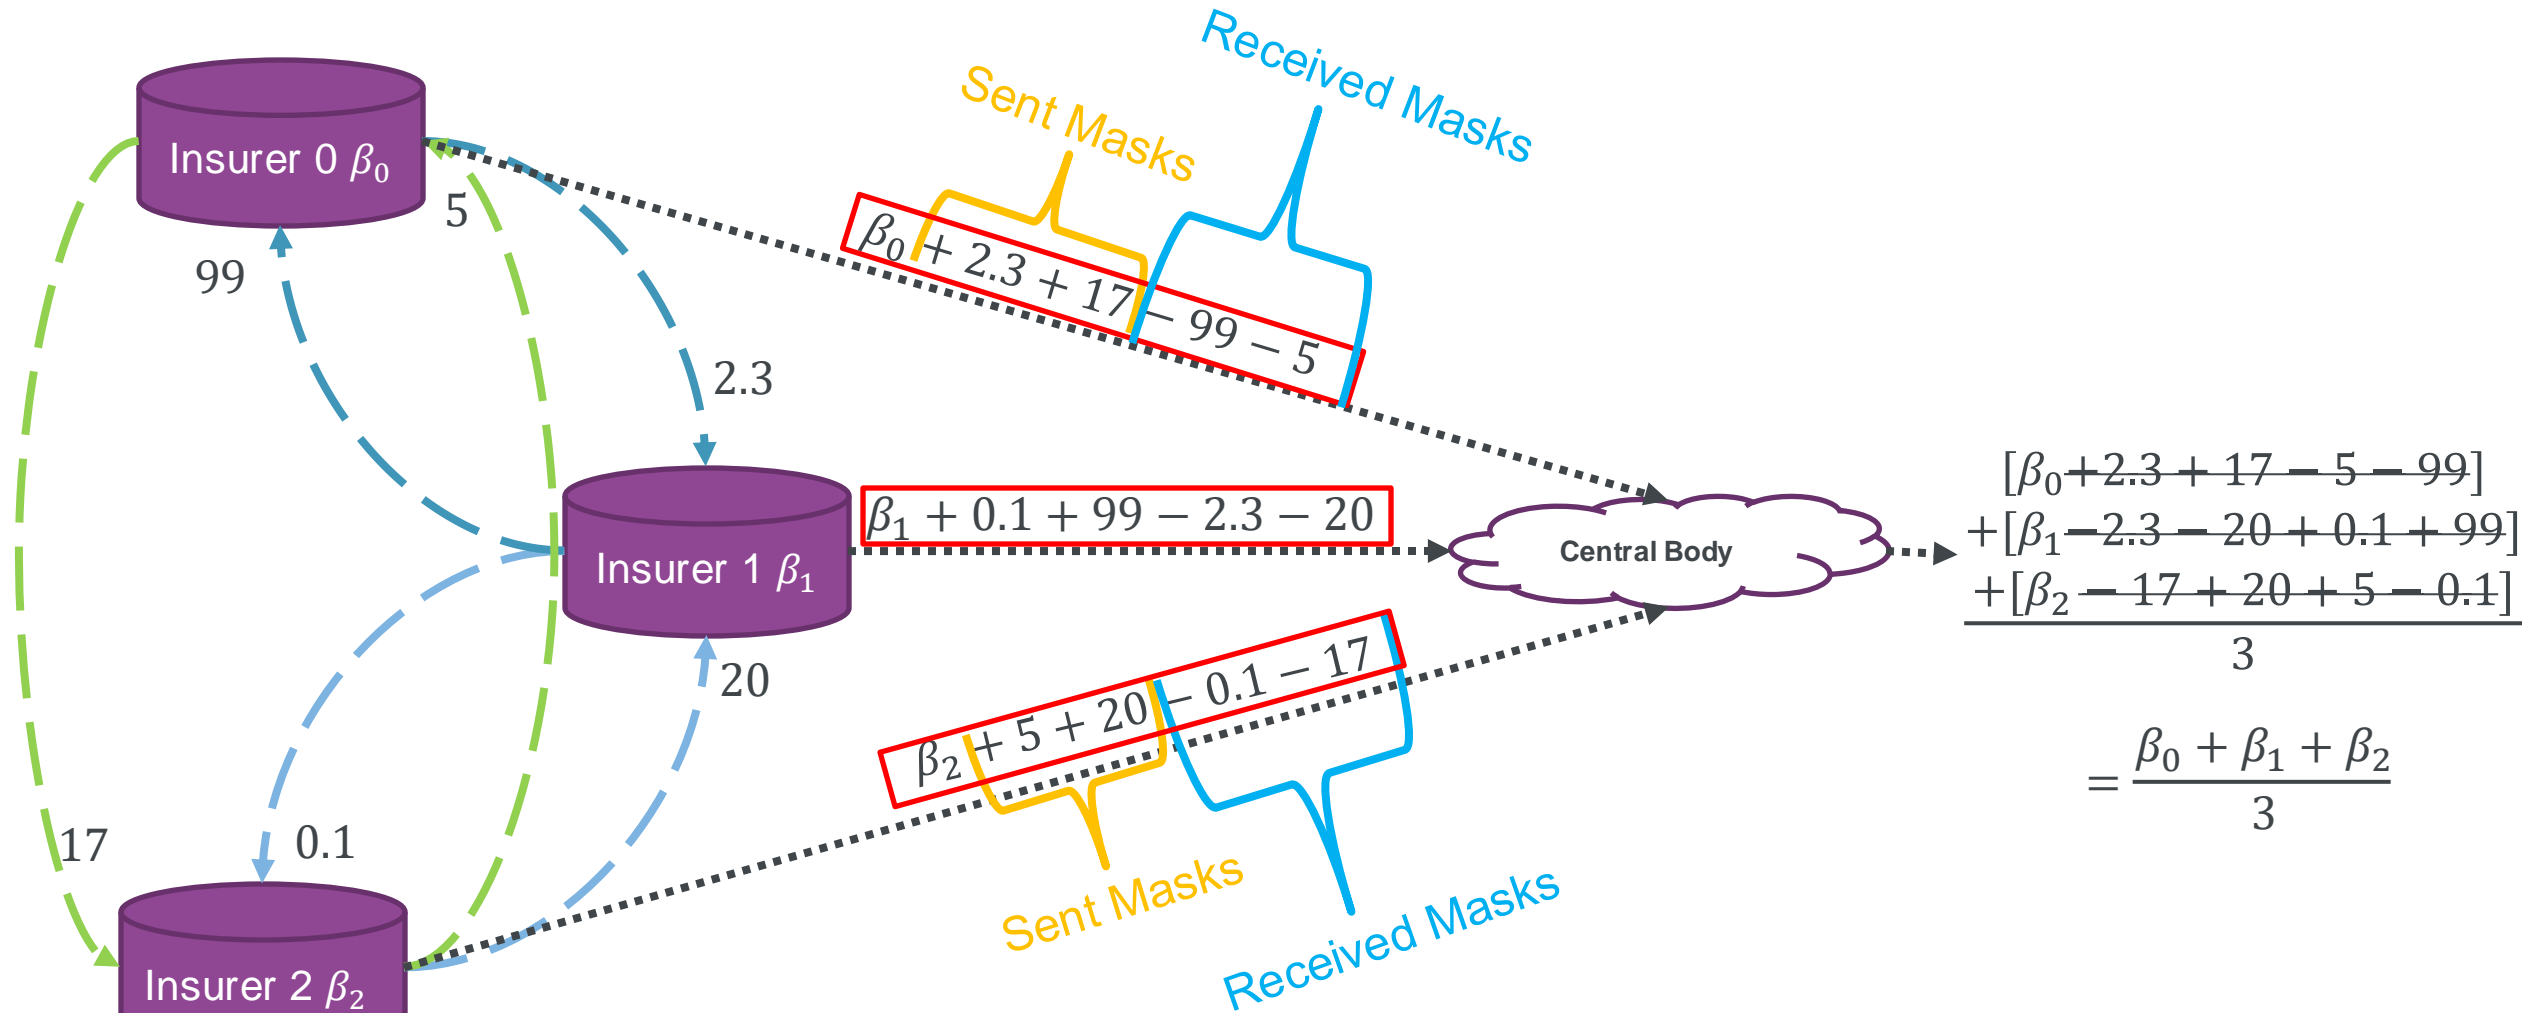 Received Masks
Sent Masks
Insurer 0 β₀
5
99
β₀ + 2.3 + 17 − 99 − 5
2.3
Insurer 1 β₁
β₁ + 0.1 + 99 − 2.3 − 20
Central Body
[β₀+2.3 + 17 − 5 − 99]
+[β₁−2.3 − 20 + 0.1 + 99]
+[β₂ − 17 + 20 + 5 − 0.1]
3
20
β₂ + 5 + 20 − 0.1 − 17
= β₀ + β₁ + β₂
3
17
0.1
Sent Masks
Received Masks
Insurer 2 β₂